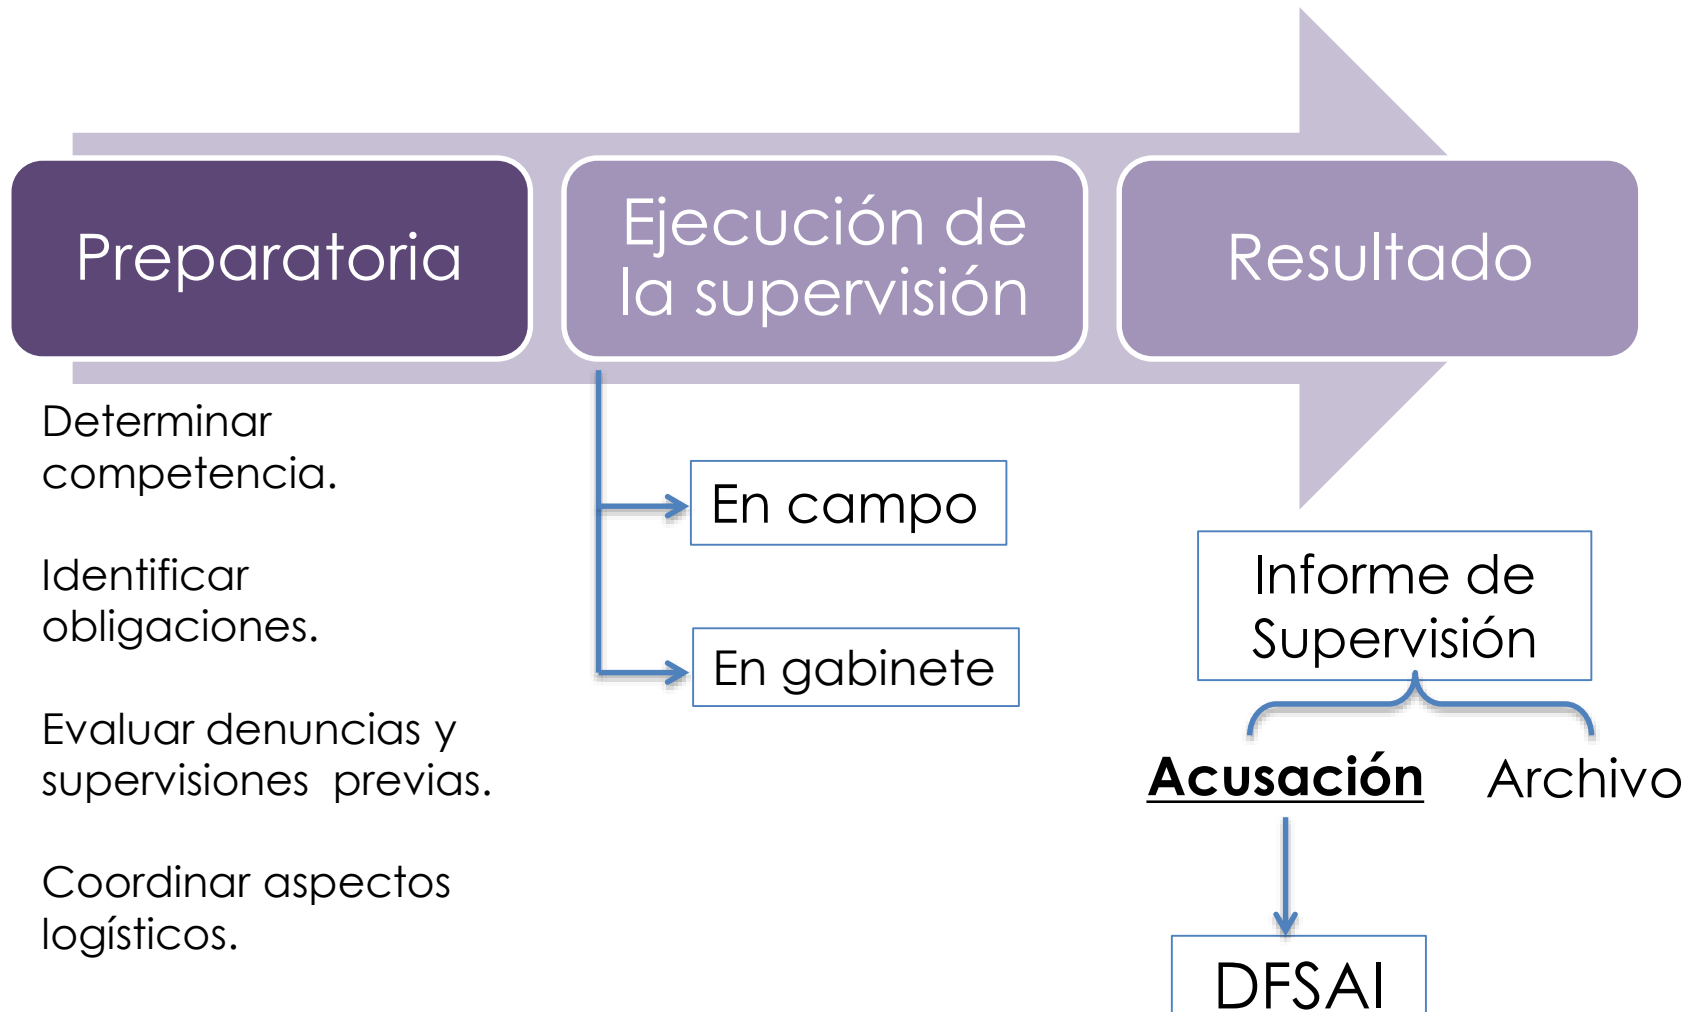 Preparatoria
Ejecución de
la supervisión
Resultado
Determinar
competencia.
Identificar
obligaciones.
Evaluar denuncias y
supervisiones  previas.
Coordinar aspectos
logísticos.
En campo
En gabinete
Informe de
Supervisión
Acusación
Archivo
DFSAI